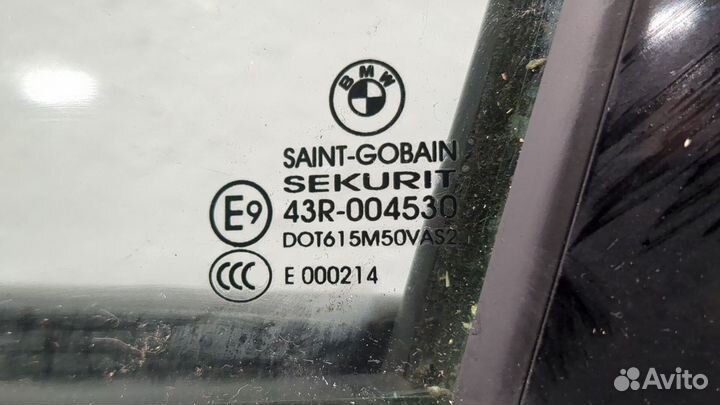 BMW
SAINT-GOBAIN
SEKURIT
E9 43R-004530
DOT615M50VAS2
CCC E 000214
Avito